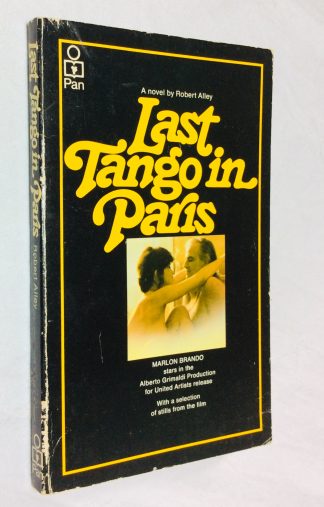 Pan
A novel by Robert Alley
Last
Tango in
Paris
MARLON BRANDO
stars in the
Alberto Grimaldi Production
for United Artists release
With a selection
of stills from the film
Last Tango in Paris
Robert Alley